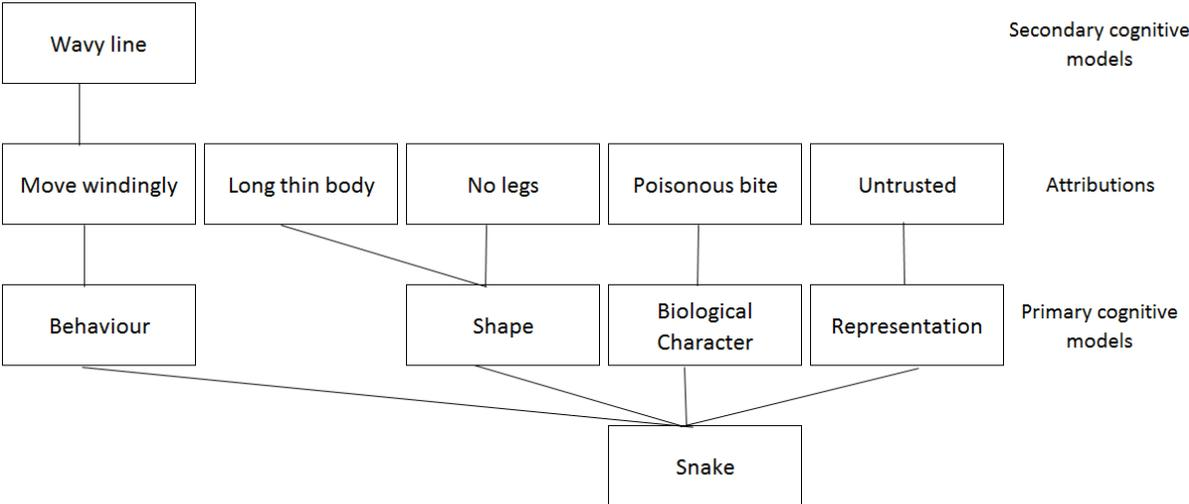 Wavy line
Secondary cognitive
models
Move windingly
Long thin body
No legs
Poisonous bite
Untrusted
Attributions
Behaviour
Shape
Biological
Character
Representation
Primary cognitive
models
Snake